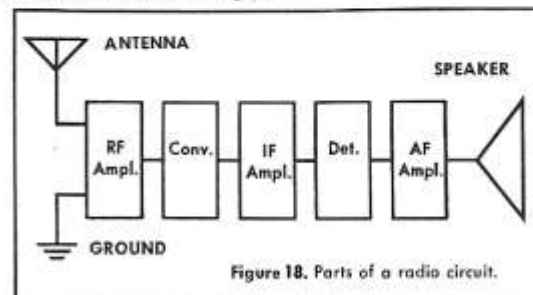 ANTENNA
SPEAKER
RF
Ampl.
Conv.
IF
Ampl.
Det.
AF
Ampl.
GROUND
Figure 18. Parts of a radio circuit.